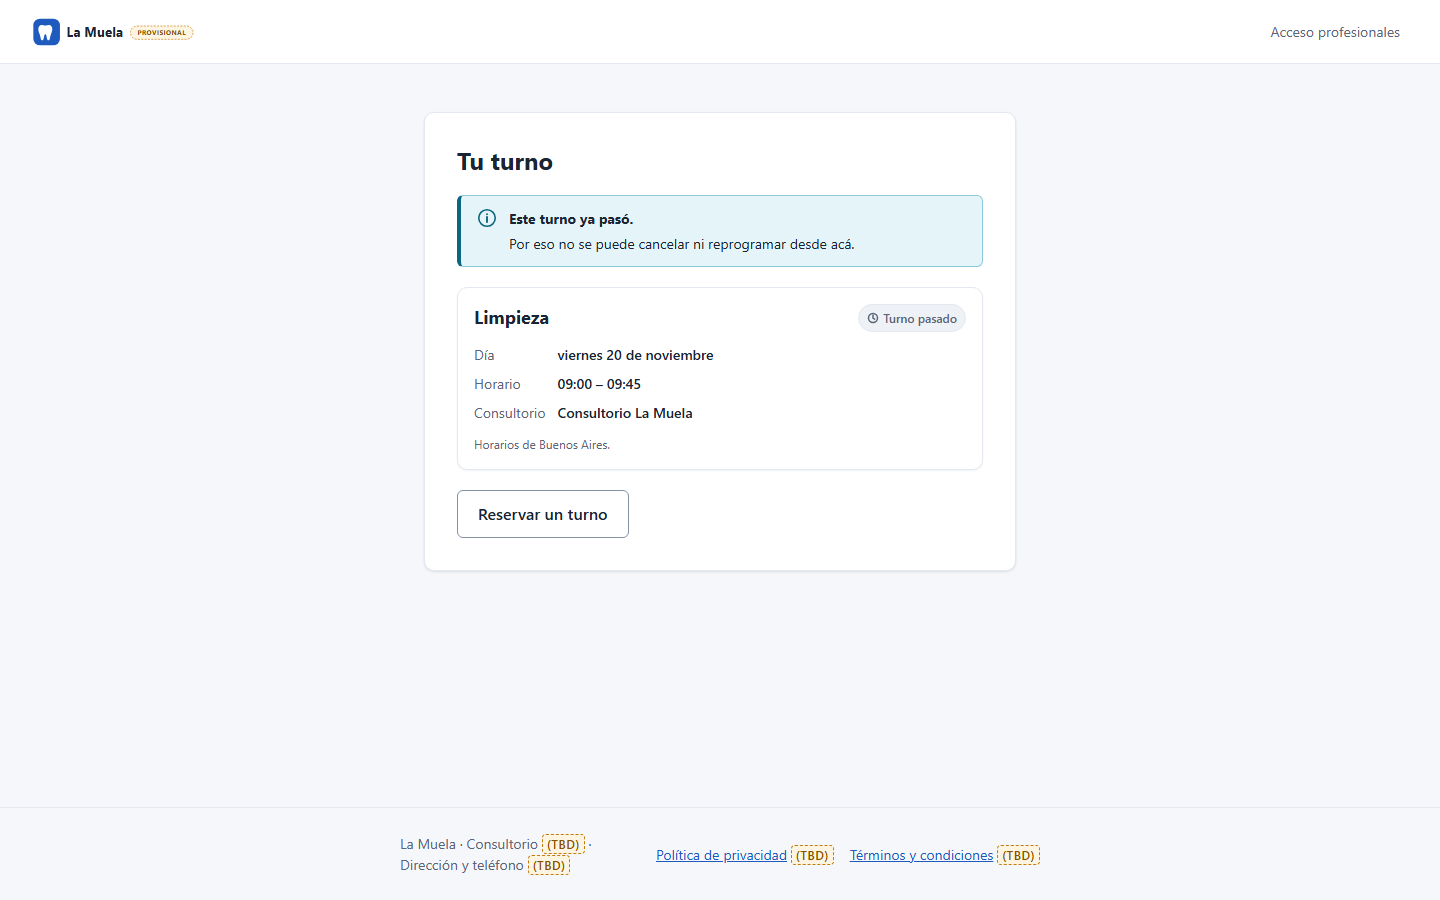 La Muela PROVISIONAL
Acceso profesionales
Tu turno
Este turno ya pasó.
Por eso no se puede cancelar ni reprogramar desde acá.
Limpieza
Turno pasado
Día viernes 20 de noviembre
Horario 09:00 – 09:45
Consultorio Consultorio La Muela
Horarios de Buenos Aires.
Reservar un turno
La Muela · Consultorio (TBD) ·
Dirección y teléfono (TBD)
Política de privacidad (TBD) Términos y condiciones (TBD)